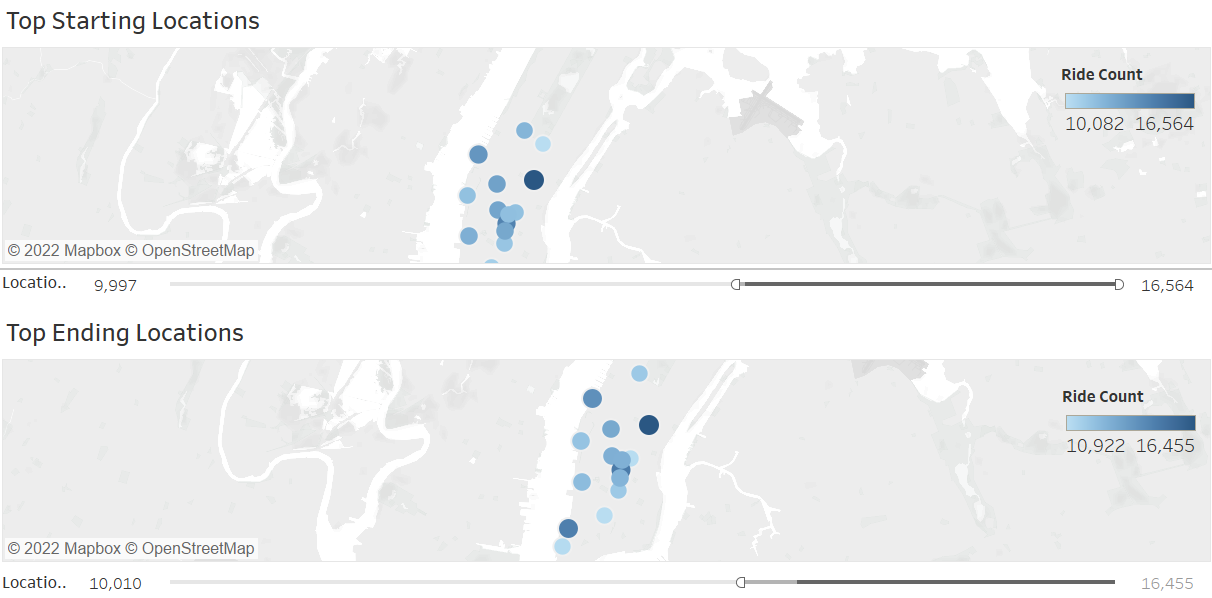 Top Starting Locations
Ride Count
10,082 16,564
© 2022 Mapbox © OpenStreetMap
Locatio.. 9,997 16,564
Top Ending Locations
Ride Count
10,922 16,455
© 2022 Mapbox © OpenStreetMap
Locatio.. 10,010 16,455